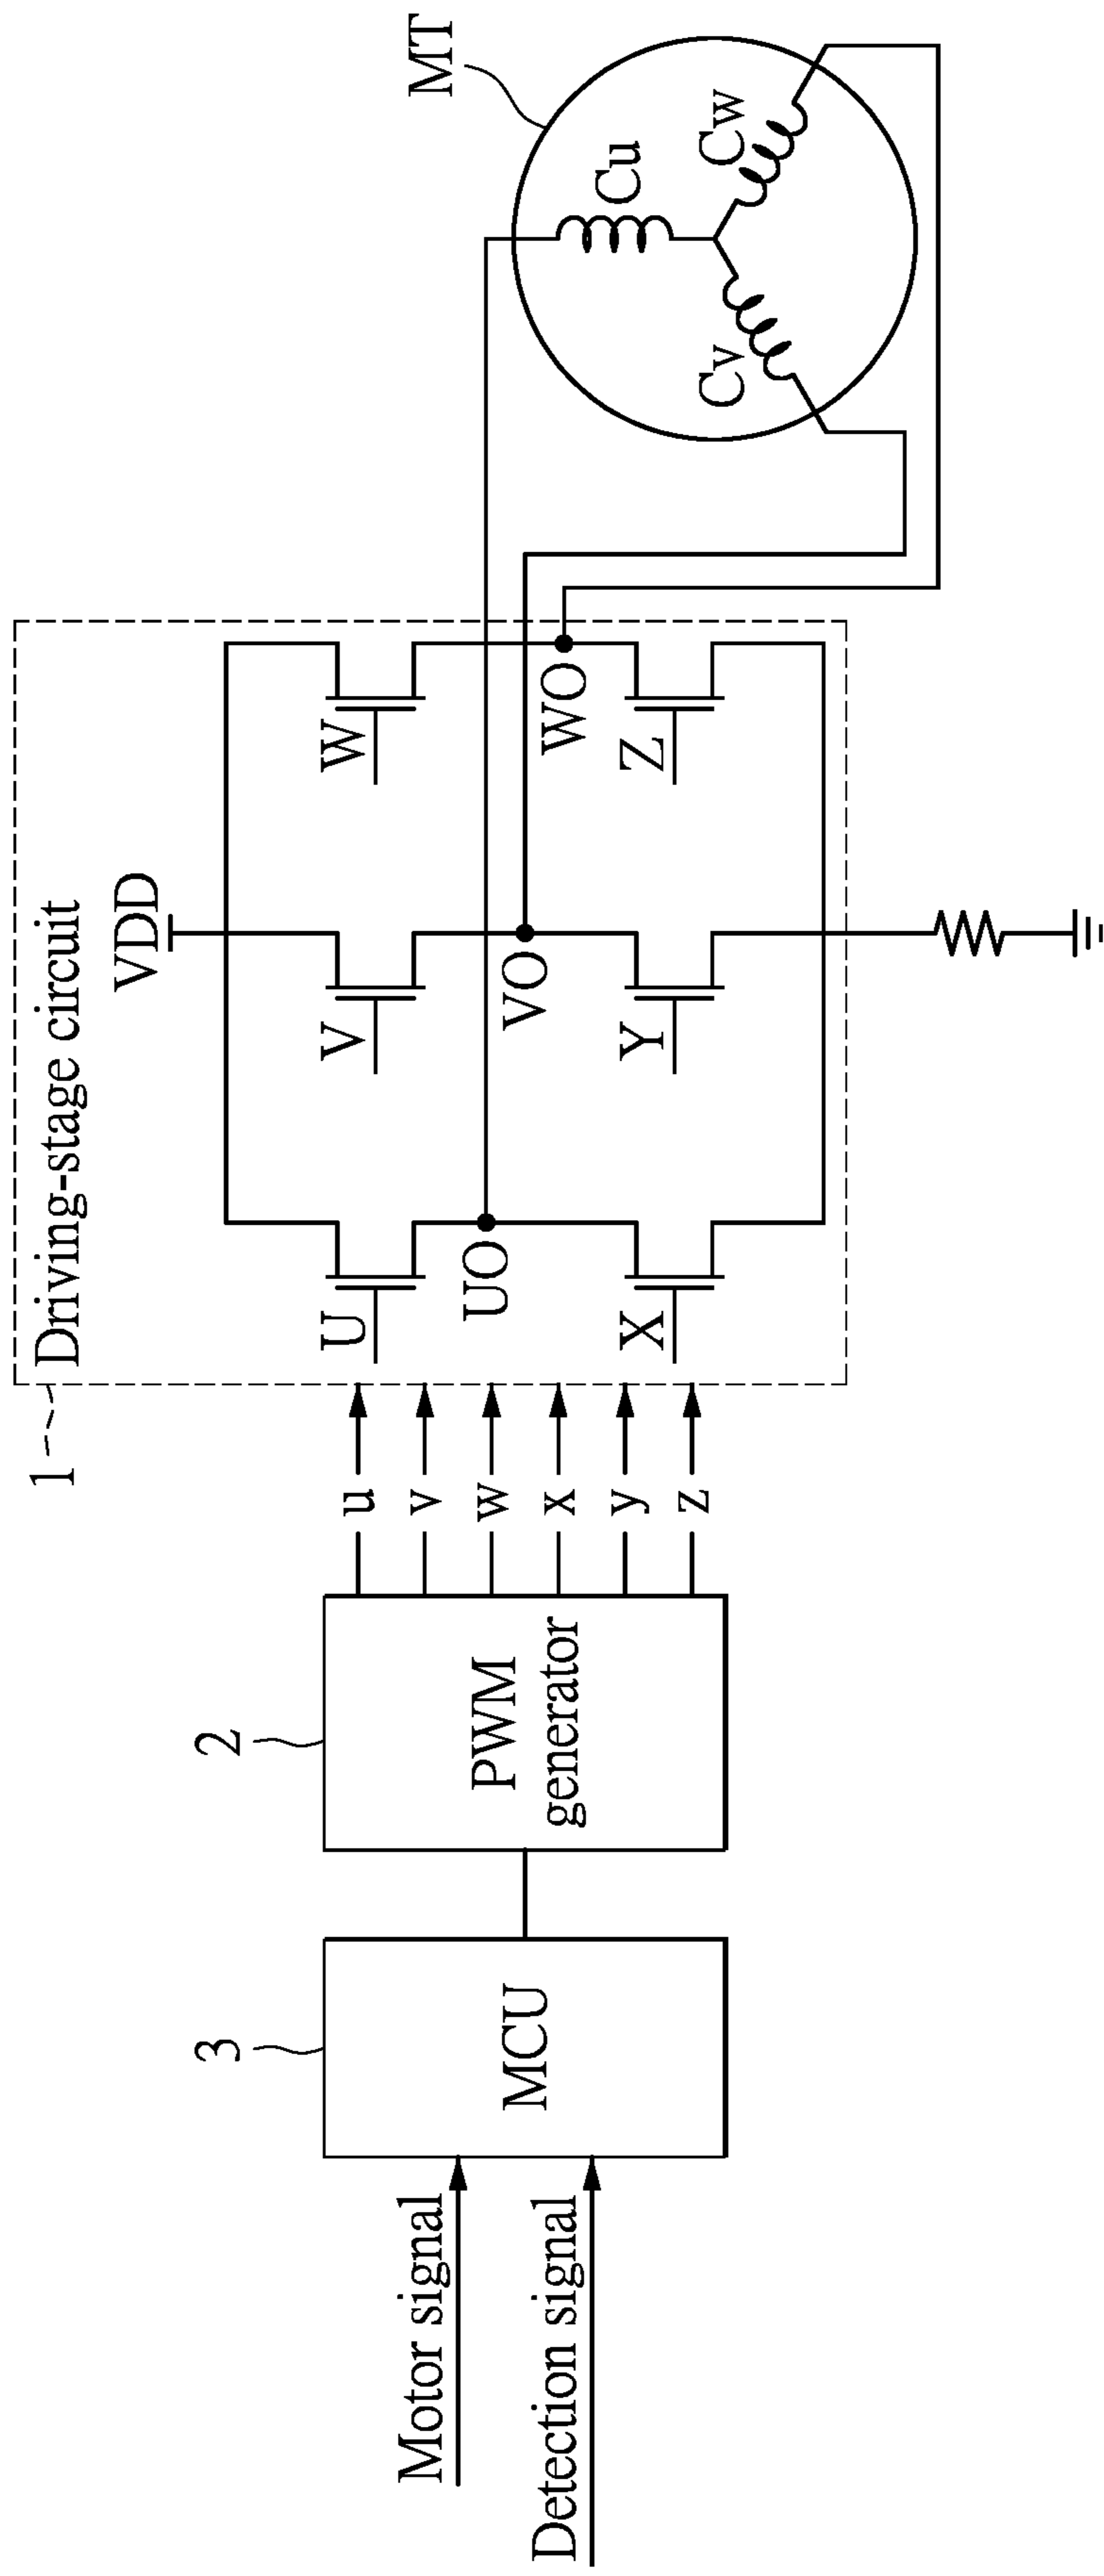 1
Driving-stage circuit
VDD
MT
3
2
Motor signal
Detection signal
MCU
PWM
generator
u
v
w
x
y
z
U
V
W
UO
VO
WO
X
Y
Z
Cu
Cv
Cw